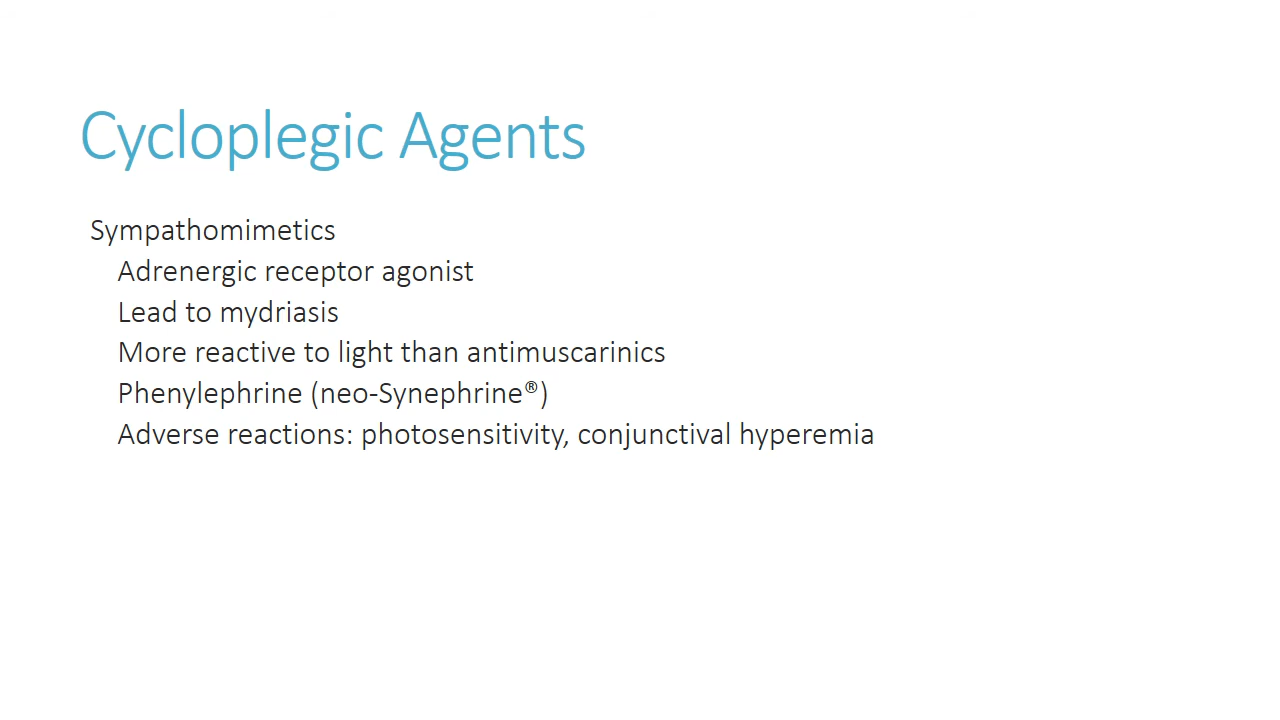 Cycloplegic Agents
Sympathomimetics
Adrenergic receptor agonist
Lead to mydriasis
More reactive to light than antimuscarinics
Phenylephrine (neo-Synephrine®)
Adverse reactions: photosensitivity, conjunctival hyperemia